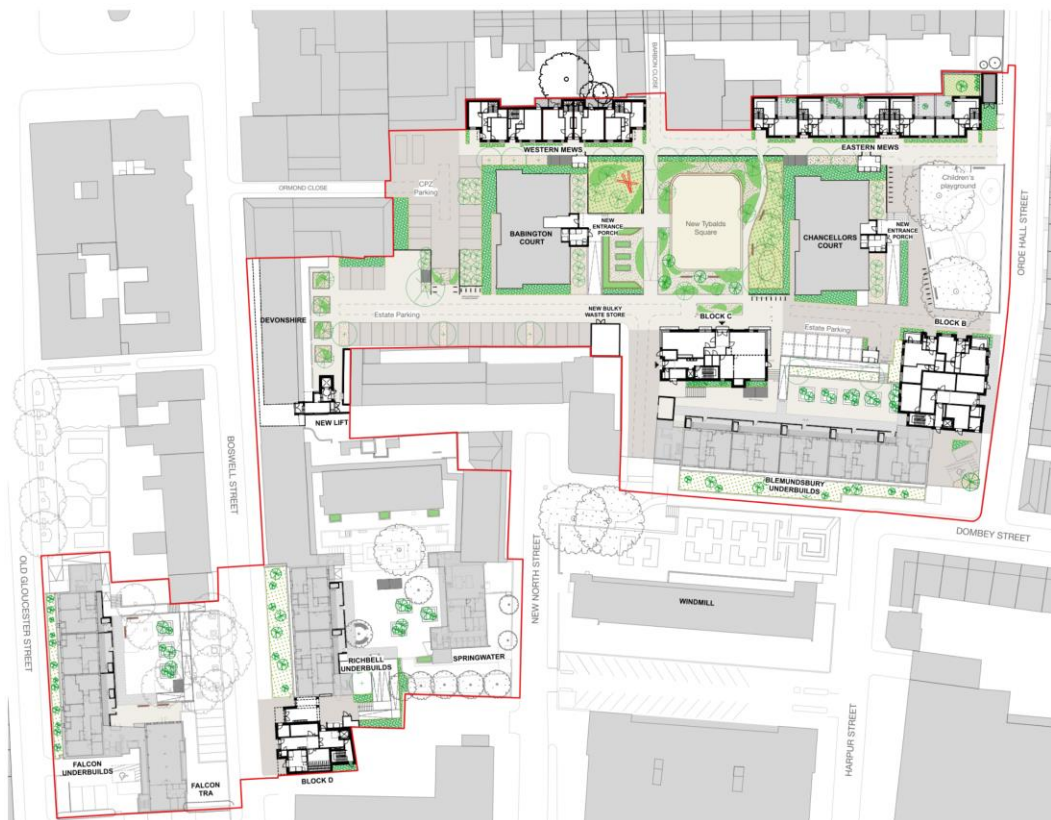 BARBON CLOSE
WESTERN MEWS
EASTERN MEWS
ORMOND CLOSE
CPZ
Parking
Children's
playground
ORDE HALL STREET
BABINGTON
COURT
NEW
ENTRANCE
PORCH
New Tybalds
Square
CHANCELLORS
COURT
NEW
ENTRANCE
PORCH
DEVONSHIRE
Estate Parking
NEW BULKY
WASTE STORE
BLOCK C
Estate Parking
BLOCK B
NEW LIFT
BOSWELL STREET
BLEMUNDSBURY
UNDERBUILDS
DOMBEY STREET
OLD GLOUCESTER STREET
NEW NORTH STREET
WINDMILL
RICHBELL
UNDERBUILDS
SPRINGWATER
HARPUR STREET
FALCON
UNDERBUILDS
FALCON
TRA
BLOCK D